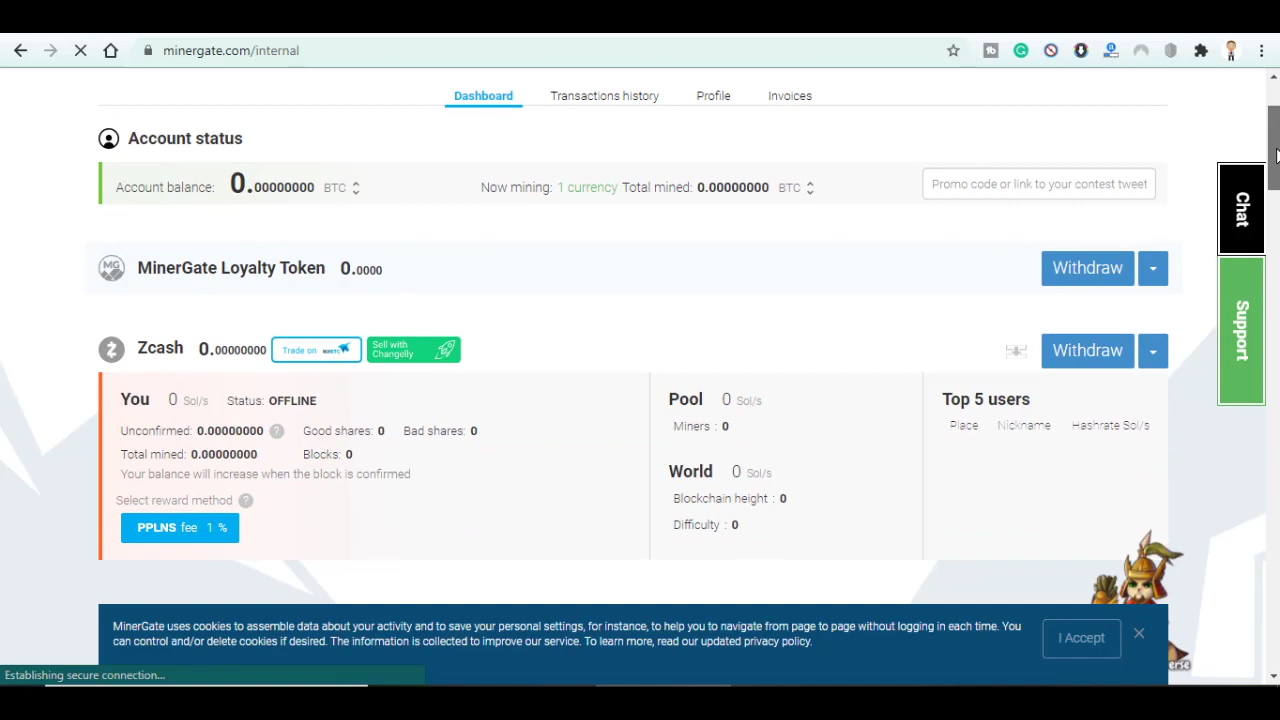 minergate.com/internal
Dashboard Transactions history Profile Invoices
Account status
Account balance: 0.00000000 BTC Now mining: 1 currency Total mined: 0.00000000 BTC Promo code or link to your contest tweet
Chat
MG MinerGate Loyalty Token 0.0000 Withdraw
Support
Zcash 0.00000000 Trade on Sell with Changelly Withdraw
You 0 Sol/s Status: OFFLINE Pool 0 Sol/s Top 5 users
Unconfirmed: 0.00000000 ? Good shares: 0 Bad shares: 0 Miners : 0 Place Nickname Hashrate Sol/s
Total mined: 0.00000000 Blocks: 0
Your balance will increase when the block is confirmed World 0 Sol/s
Select reward method ? Blockchain height : 0
PPLNS fee 1 % Difficulty : 0
MinerGate uses cookies to assemble data about your activity and to save your personal settings, for instance, to help you to navigate from page to page without logging in each time. You
can control and/or delete cookies if desired. The information is collected to improve our service. To learn more, read our updated privacy policy.
I Accept
Establishing secure connection...